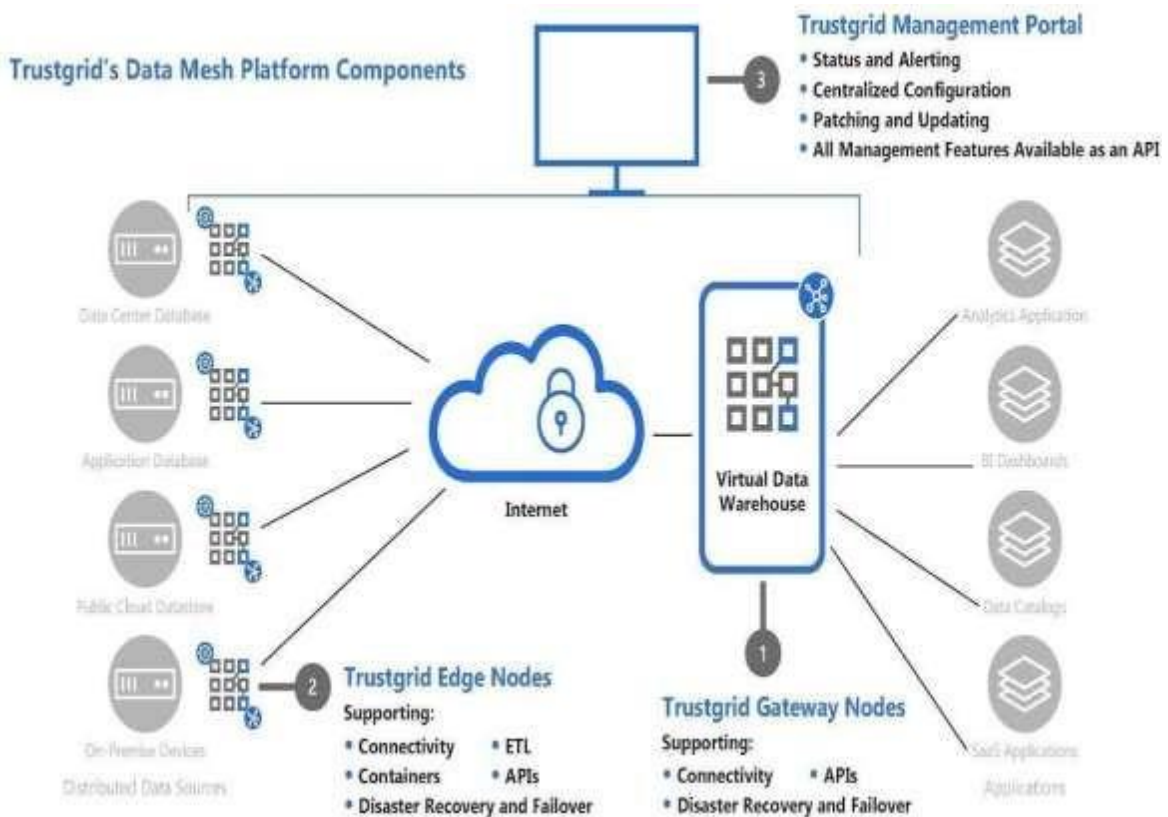 Trustgrid's Data Mesh Platform Components
Trustgrid Management Portal
• Status and Alerting
• Centralized Configuration
• Patching and Updating
• All Management Features Available as an API
3
Data Center Database
Application Database
Public Cloud Datastore
On-Premise Devices
Distributed Data Sources
Internet
Virtual Data
Warehouse
Analytics Application
BI Dashboards
Data Catalogs
SaaS Applications
Applications
2
Trustgrid Edge Nodes
Supporting:
• Connectivity • ETL
• Containers • APIs
• Disaster Recovery and Failover
1
Trustgrid Gateway Nodes
Supporting:
• Connectivity • APIs
• Disaster Recovery and Failover